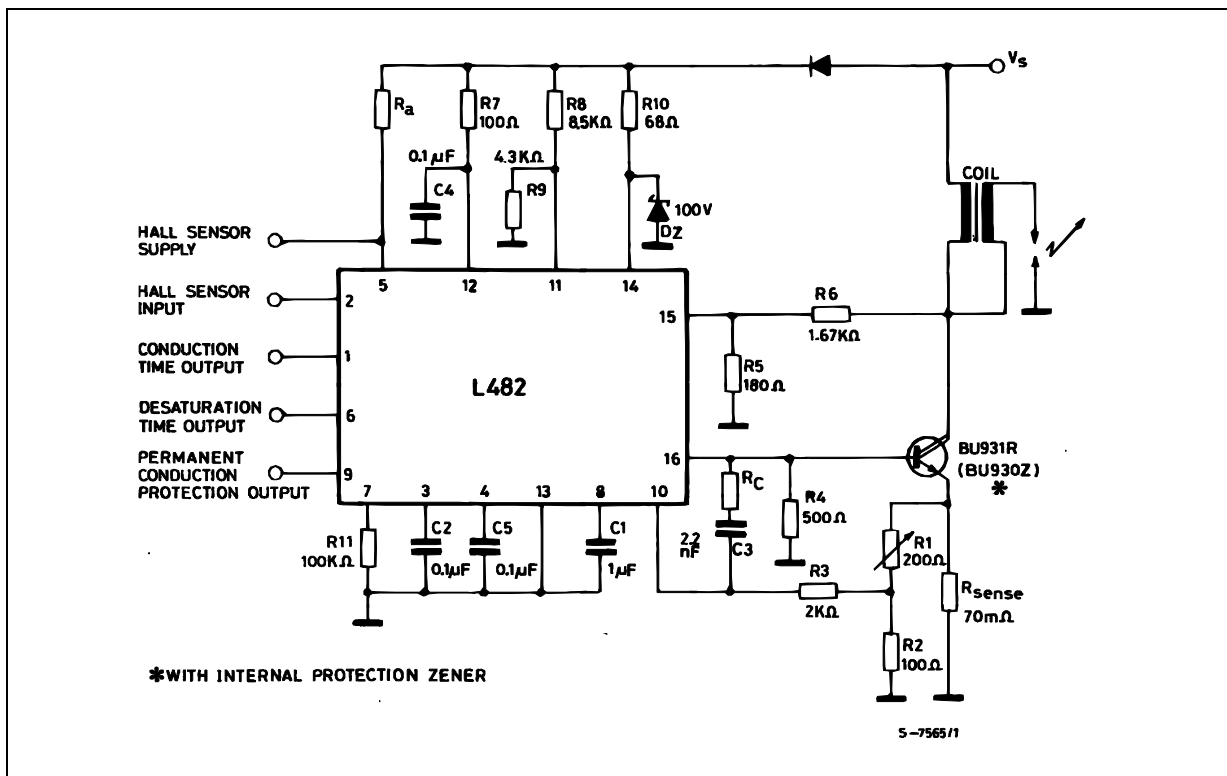 Vs
Ra
R7
100Ω
R8
8.5KΩ
R10
68Ω
0.1µF
C4
4.3KΩ
R9
100V
DZ
COIL
HALL SENSOR
SUPPLY
5
12
11
14
HALL SENSOR
INPUT
2
15
R6
1.67KΩ
CONDUCTION
TIME OUTPUT
1
R5
180Ω
L482
DESATURATION
TIME OUTPUT
6
PERMANENT
CONDUCTION
PROTECTION OUTPUT
9
16
BU931R
(BU930Z)
*
7
3
4
13
8
10
RC
R4
500Ω
R11
100KΩ
C2
0.1µF
C5
0.1µF
C1
1µF
2.2
nF
C3
R3
2KΩ
R1
200Ω
Rsense
70mΩ
R2
100Ω
*WITH INTERNAL PROTECTION ZENER
S-7565/1